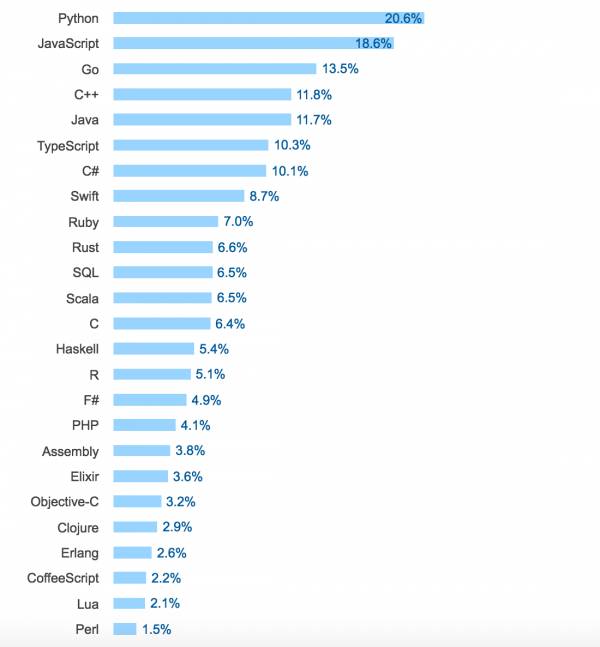 Python 20.6%
JavaScript 18.6%
Go 13.5%
C++ 11.8%
Java 11.7%
TypeScript 10.3%
C# 10.1%
Swift 8.7%
Ruby 7.0%
Rust 6.6%
SQL 6.5%
Scala 6.5%
C 6.4%
Haskell 5.4%
R 5.1%
F# 4.9%
PHP 4.1%
Assembly 3.8%
Elixir 3.6%
Objective-C 3.2%
Clojure 2.9%
Erlang 2.6%
CoffeeScript 2.2%
Lua 2.1%
Perl 1.5%